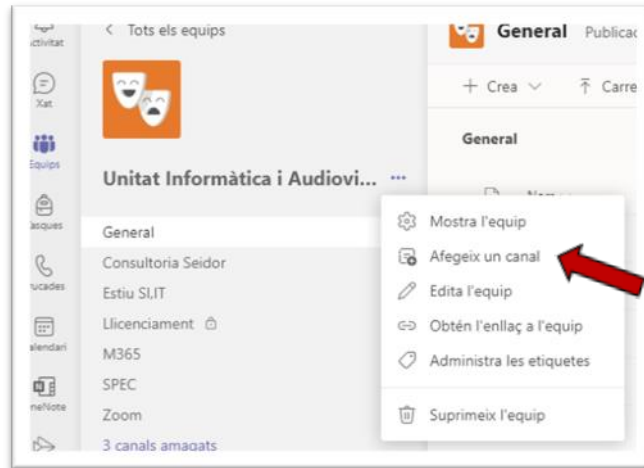 Activitat
Xat
Equips
Tasques
Trucades
Calendari
OneNote
Tots els equips
Unitat Informàtica i Audiovi... ...
General
Consultoria Seidor
Estiu SI,IT
Llicenciament
M365
SPEC
Zoom
3 canals amagats
General Publicac
+ Crea Carre
General
Nom
Mostra l'equip
Afegeix un canal
Edita l'equip
Obtén l'enllaç a l'equip
Administra les etiquetes
Suprimeix l'equip